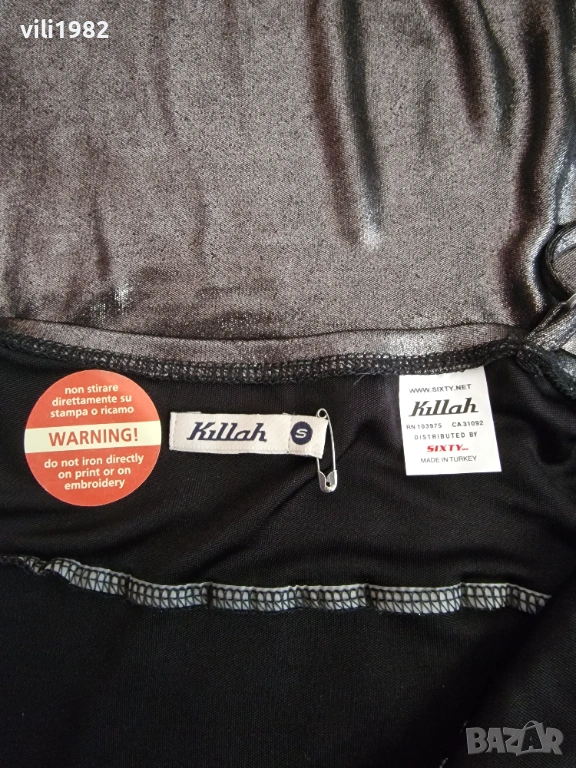 vili1982
non stirare
direttamente su
stampa o ricamo
WARNING!
do not iron directly
on print or on
embroidery
Killah S
WWW.SIXTY.NET
Killah
RN 103975 CA 31092
DISTRIBUTED BY
SIXTY
MADE IN TURKEY
BAZAR